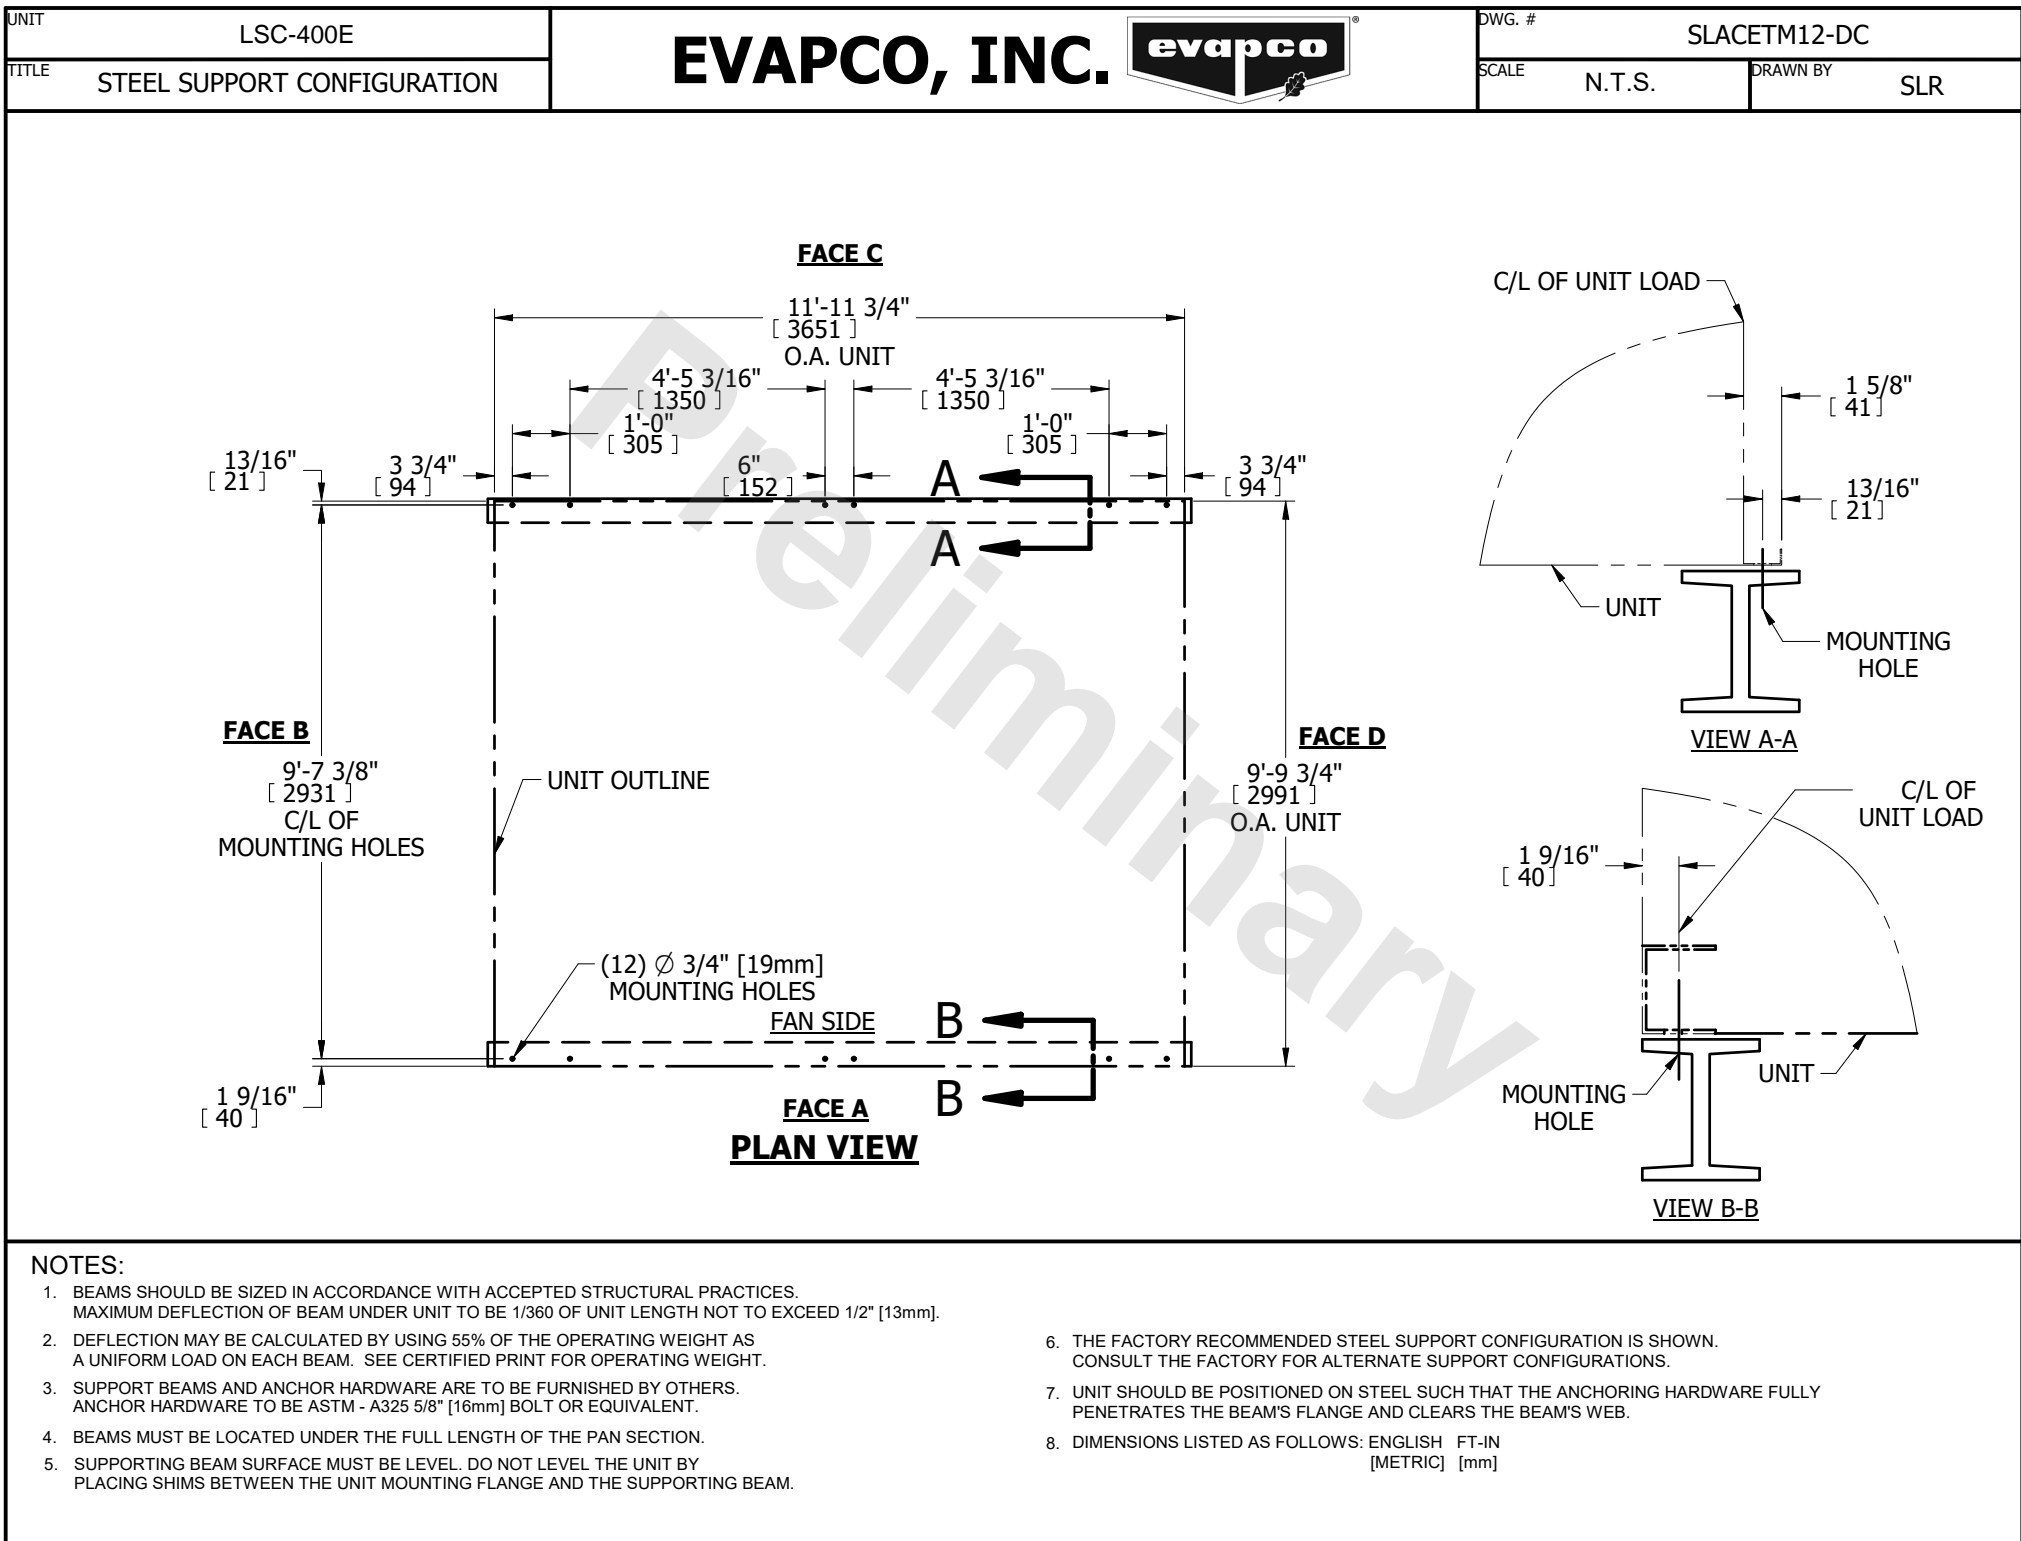 UNIT
LSC-400E
TITLE
STEEL SUPPORT CONFIGURATION
EVAPCO, INC.
evapco
®
DWG. #
SLACETM12-DC
SCALE
N.T.S.
DRAWN BY
SLR
FACE C
11'-11 3/4"
[ 3651 ]
O.A. UNIT
4'-5 3/16"
[ 1350 ]
4'-5 3/16"
[ 1350 ]
1'-0"
[ 305 ]
1'-0"
[ 305 ]
13/16"
[ 21 ]
3 3/4"
[ 94 ]
6"
[ 152 ]
A
3 3/4"
[ 94 ]
A
FACE B
9'-7 3/8"
[ 2931 ]
C/L OF
MOUNTING HOLES
UNIT OUTLINE
FACE D
9'-9 3/4"
[ 2991 ]
O.A. UNIT
(12) Ø 3/4" [19mm]
MOUNTING HOLES
FAN SIDE
B
1 9/16"
[ 40 ]
FACE A
B
PLAN VIEW
Preliminary
C/L OF UNIT LOAD
1 5/8"
[ 41 ]
13/16"
[ 21 ]
UNIT
MOUNTING
HOLE
VIEW A-A
C/L OF
UNIT LOAD
1 9/16"
[ 40 ]
UNIT
MOUNTING
HOLE
VIEW B-B
NOTES:
1. BEAMS SHOULD BE SIZED IN ACCORDANCE WITH ACCEPTED STRUCTURAL PRACTICES.
MAXIMUM DEFLECTION OF BEAM UNDER UNIT TO BE 1/360 OF UNIT LENGTH NOT TO EXCEED 1/2" [13mm].
2. DEFLECTION MAY BE CALCULATED BY USING 55% OF THE OPERATING WEIGHT AS
A UNIFORM LOAD ON EACH BEAM. SEE CERTIFIED PRINT FOR OPERATING WEIGHT.
3. SUPPORT BEAMS AND ANCHOR HARDWARE ARE TO BE FURNISHED BY OTHERS.
ANCHOR HARDWARE TO BE ASTM - A325 5/8" [16mm] BOLT OR EQUIVALENT.
4. BEAMS MUST BE LOCATED UNDER THE FULL LENGTH OF THE PAN SECTION.
5. SUPPORTING BEAM SURFACE MUST BE LEVEL. DO NOT LEVEL THE UNIT BY
PLACING SHIMS BETWEEN THE UNIT MOUNTING FLANGE AND THE SUPPORTING BEAM.
6. THE FACTORY RECOMMENDED STEEL SUPPORT CONFIGURATION IS SHOWN.
CONSULT THE FACTORY FOR ALTERNATE SUPPORT CONFIGURATIONS.
7. UNIT SHOULD BE POSITIONED ON STEEL SUCH THAT THE ANCHORING HARDWARE FULLY
PENETRATES THE BEAM'S FLANGE AND CLEARS THE BEAM'S WEB.
8. DIMENSIONS LISTED AS FOLLOWS: ENGLISH FT-IN
[METRIC] [mm]